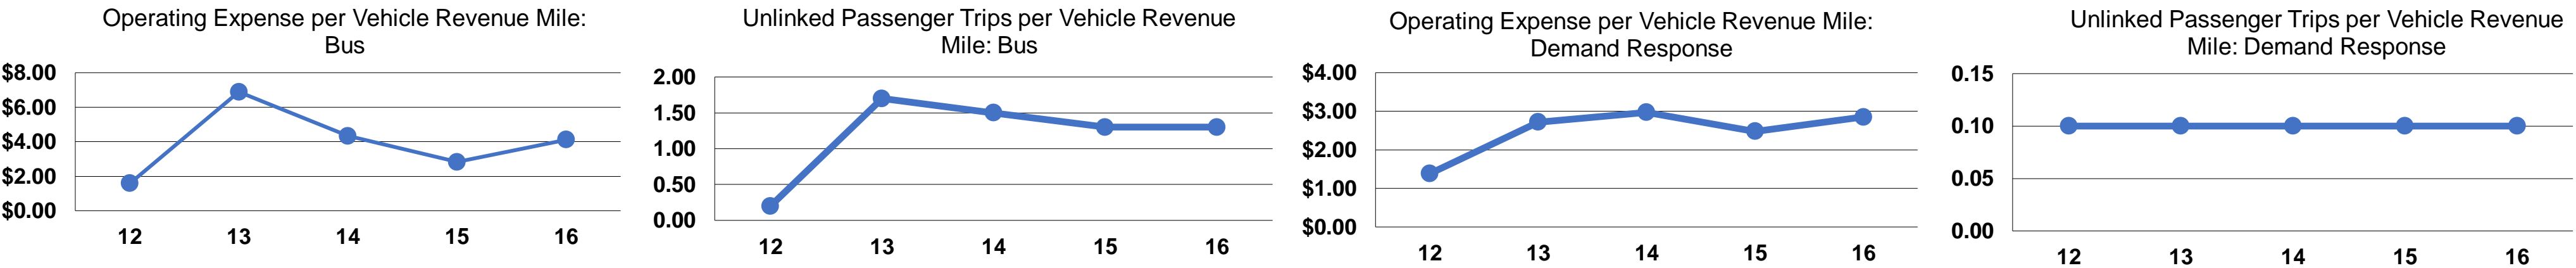 Operating Expense per Vehicle Revenue Mile:
Bus
$8.00
$6.00
$4.00
$2.00
$0.00
12 13 14 15 16
Unlinked Passenger Trips per Vehicle Revenue
Mile: Bus
2.00
1.50
1.00
0.50
0.00
12 13 14 15 16
Operating Expense per Vehicle Revenue Mile:
Demand Response
$4.00
$3.00
$2.00
$1.00
$0.00
12 13 14 15 16
Unlinked Passenger Trips per Vehicle Revenue
Mile: Demand Response
0.15
0.10
0.05
0.00
12 13 14 15 16